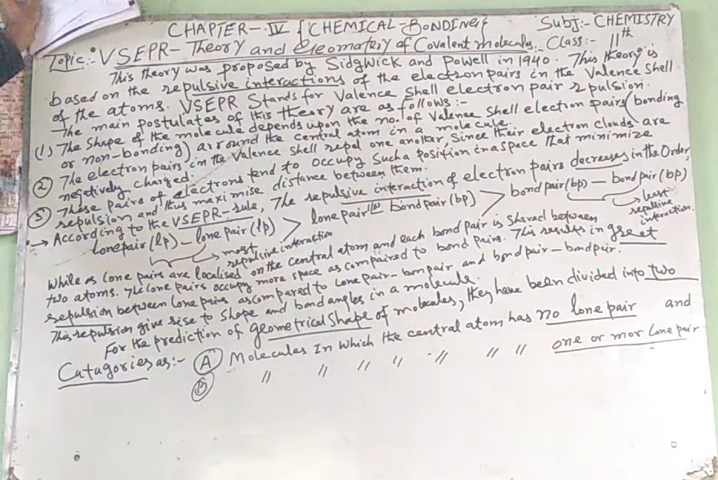 CHAPTER-IV {CHEMICAL-BONDING} Subj:- CHEMISTRY
Topic:- VSEPR-Theory and Geomatery of Covalent molecules. Class:- 11th
This theory was proposed by Sidgwick and Powell in 1940. This theory is
based on the repulsive interactions of the electron pairs in the Valence shell
of the atoms. VSEPR Stands for Valence Shell electron pair repulsion.
The main postulates of this theory are as follows:-
(1) The Shape of the molecule depends upon the no. of Valence Shell electron pairs (bonding
or non-bonding) around the central atom in a molecule.
(2) The electron pairs in the Valence Shell repel one another, Since their electron clouds are
negetively charged.
(3) These pairs of electrons tend to occupy such a position in a space that minimize
repulsion and thus maximise distance between them.
→ According to the VSEPR-rule, The repulsive interaction of electron pairs decreases in the Order,
lone pair (lp) - lone pair (lp) > lone pair (lp) bond pair (bp) > bond pair (bp) - bond pair (bp)
most repulsive interaction
least repulsive interaction.
While as lone pairs are localised on the central atom and each bond pair is Shared between
two atoms. The lone pairs occupy more space as compared to bond pairs. This results in great
repulsion between lone pairs as compared to lone pair- bon pair and bond pair-bond pair.
This repulsion give rise to Shape and bond angles in a molecule.
For the prediction of geometrical shape of molecules, they have been divided into two
Catagories as:- (A) Molecules In which the central atom has no lone pair and
(B) " " " " " " " one or mor lone pair